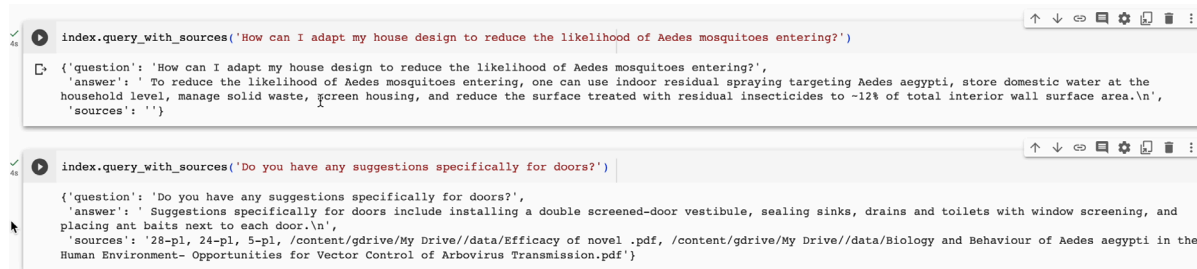 4s
index.query_with_sources('How can I adapt my house design to reduce the likelihood of Aedes mosquitoes entering?')
{'question': 'How can I adapt my house design to reduce the likelihood of Aedes mosquitoes entering?',
'answer': ' To reduce the likelihood of Aedes mosquitoes entering, one can use indoor residual spraying targeting Aedes aegypti, store domestic water at the
household level, manage solid waste, screen housing, and reduce the surface treated with residual insecticides to ~12% of total interior wall surface area.\n',
'sources': ''}
4s
index.query_with_sources('Do you have any suggestions specifically for doors?')
{'question': 'Do you have any suggestions specifically for doors?',
'answer': ' Suggestions specifically for doors include installing a double screened-door vestibule, sealing sinks, drains and toilets with window screening, and
placing ant baits next to each door.\n',
'sources': '28-pl, 24-pl, 5-pl, /content/gdrive/My Drive//data/Efficacy of novel .pdf, /content/gdrive/My Drive//data/Biology and Behaviour of Aedes aegypti in the
Human Environment- Opportunities for Vector Control of Arbovirus Transmission.pdf'}